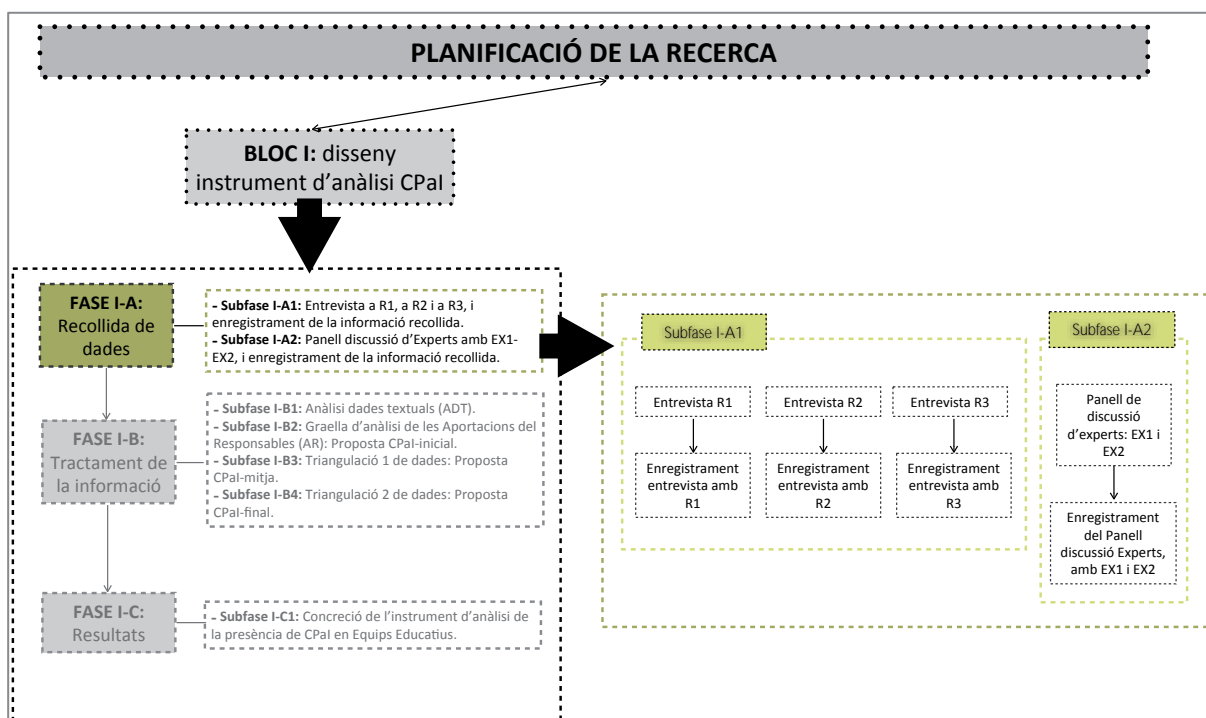 PLANIFICACIÓ DE LA RECERCA
BLOC I: disseny
instrument d’anàlisi CPaI
FASE I-A:
Recollida de
dades
- Subfase I-A1: Entrevista a R1, a R2 i a R3, i
enregistrament de la informació recollida.
- Subfase I-A2: Panell discussió d’Experts amb EX1-
EX2, i enregistrament de la informació recollida.
FASE I-B:
Tractament de
la informació
- Subfase I-B1: Anàlisi dades textuals (ADT).
- Subfase I-B2: Graella d’anàlisi de les Aportacions del
Responsables (AR): Proposta CPaI-inicial.
- Subfase I-B3: Triangulació 1 de dades: Proposta
CPaI-mitja.
- Subfase I-B4: Triangulació 2 de dades: Proposta
CPaI-final.
FASE I-C:
Resultats
- Subfase I-C1: Concreció de l’instrument d’anàlisi de
la presència de CPaI en Equips Educatius.
Subfase I-A1
Entrevista R1
Entrevista R2
Entrevista R3
Enregistrament
entrevista amb
R1
Enregistrament
entrevista amb
R2
Enregistrament
entrevista amb
R3
Subfase I-A2
Panell de
discussió
d’experts: EX1 i
EX2
Enregistrament
del Panell
discussió Experts,
amb EX1 i EX2